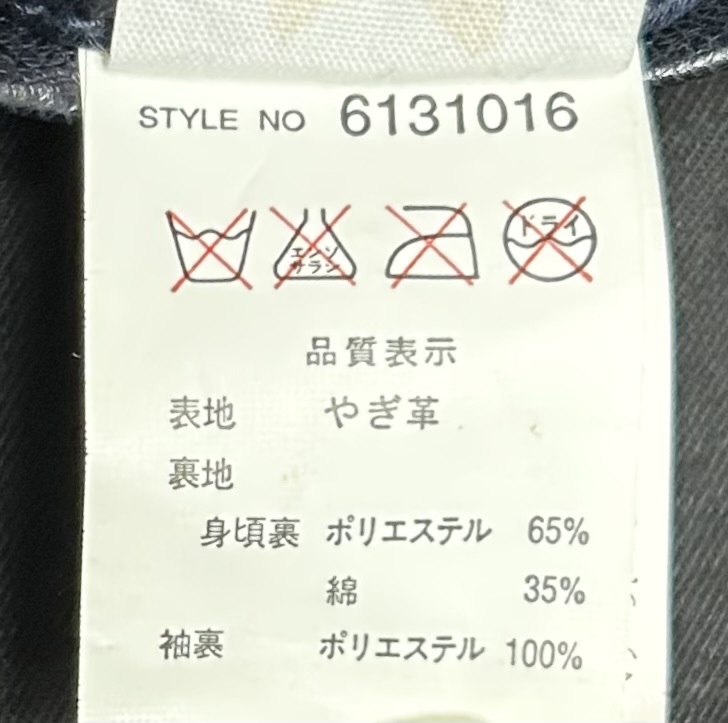 STYLE NO 6131016
エンソ
サラシ
ドライ
品質表示
表地 やぎ革
裏地
身頃裏 ポリエステル 65%
綿 35%
袖裏 ポリエステル 100%